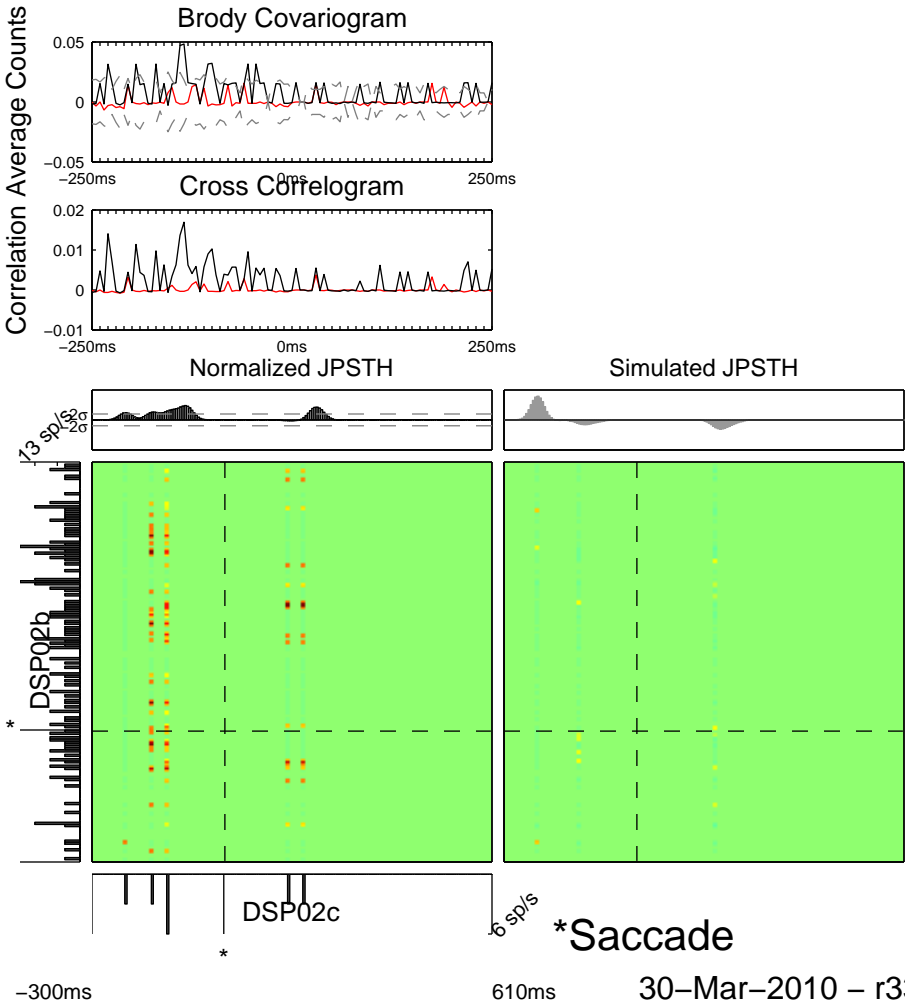 Brody Covariogram
Correlation Average Counts
0.05
0
−0.05
−250ms
0ms
250ms
Cross Correlogram
0.02
0.01
0
−0.01
−250ms
0ms
250ms
Normalized JPSTH
Simulated JPSTH
13 sp/s
2σ
−2σ
DSP02b
*
DSP02c
6 sp/s
*
*Saccade
−300ms
610ms
30−Mar−2010 − r33